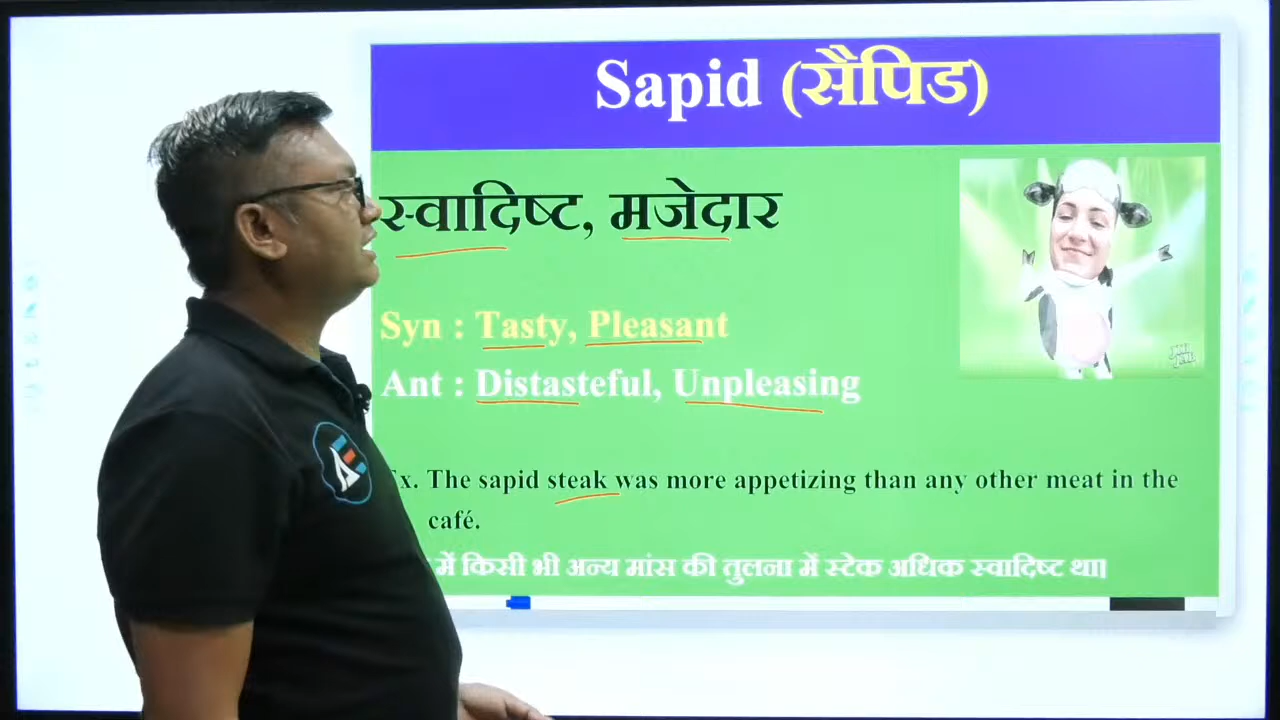 Sapid (सैपिड)
स्वादिष्ट, मजेदार
Syn : Tasty, Pleasant
Ant : Distasteful, Unpleasing
The sapid steak was more appetizing than any other meat in the
café.
में किसी भी अन्य मांस की तुलना में स्टेक अधिक स्वादिष्ट था।